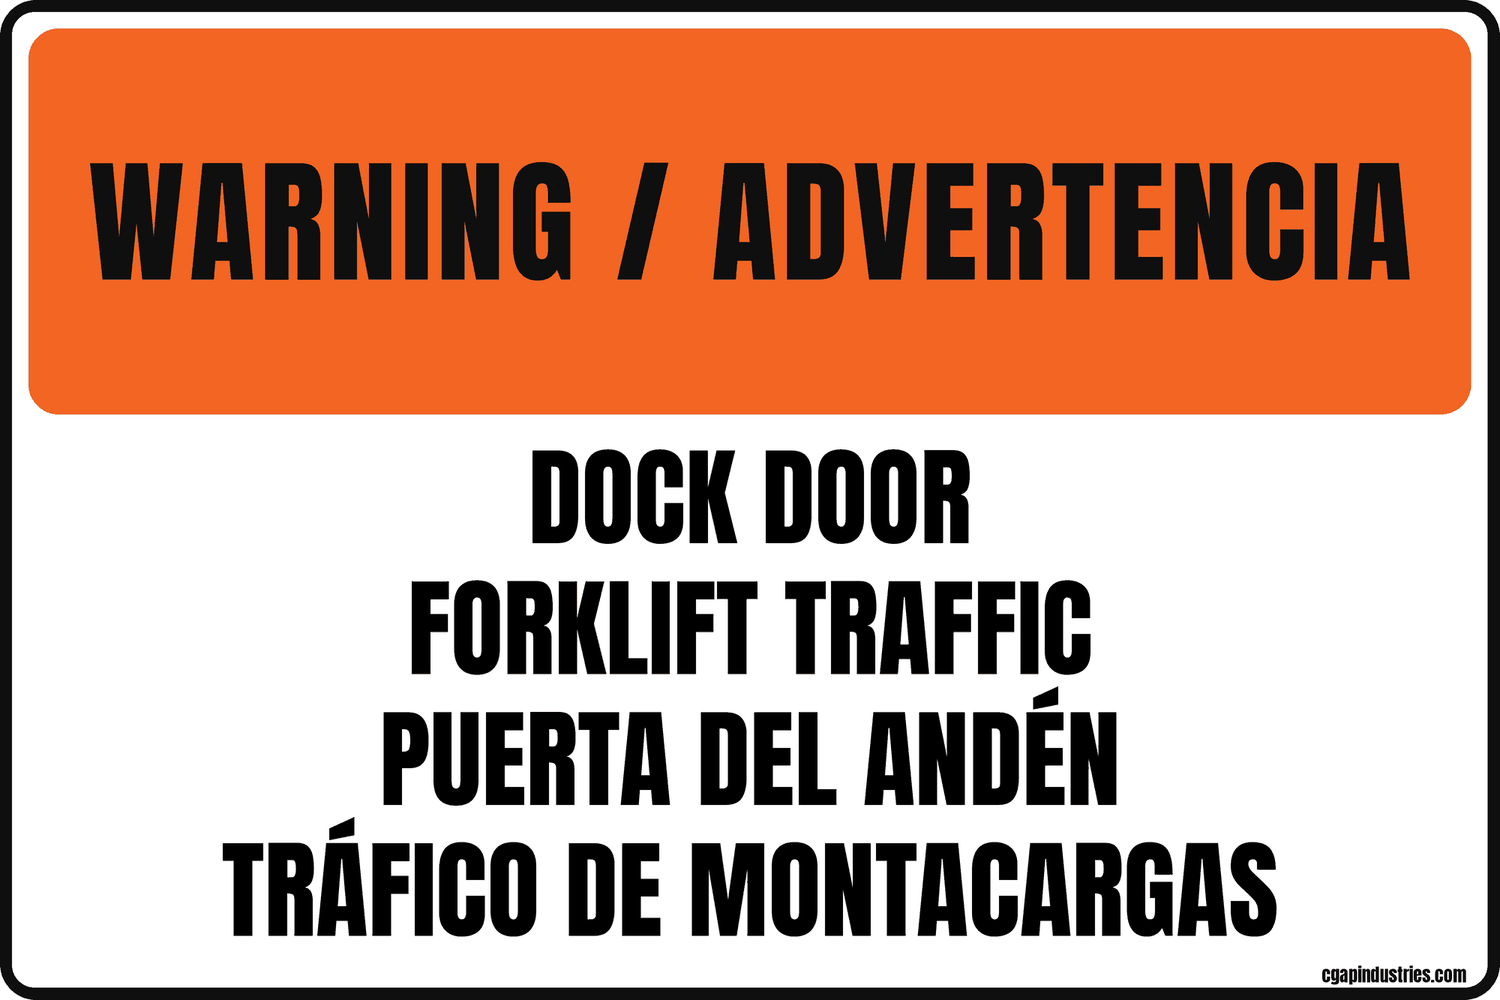 WARNING / ADVERTENCIA
DOCK DOOR
FORKLIFT TRAFFIC
PUERTA DEL ANDÉN
TRÁFICO DE MONTACARGAS
cgapindustries.com